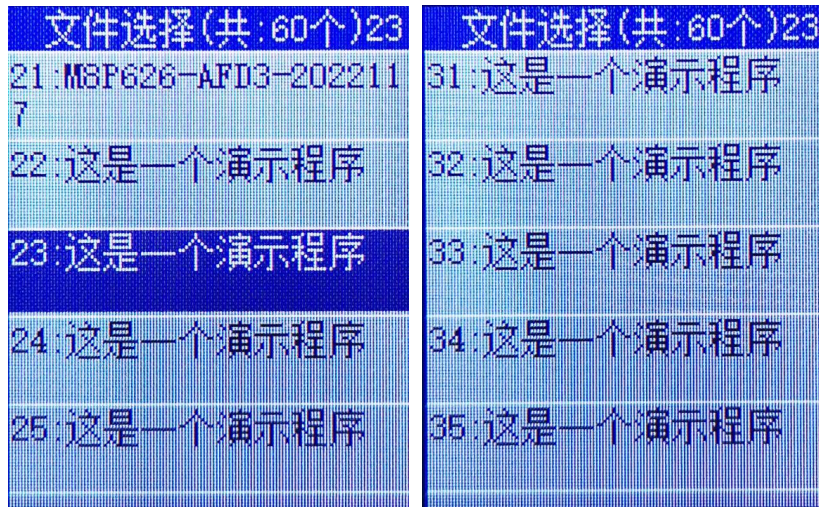 文件选择(共:60个)23
21:M8P626-AFD3-202211
7
22:这是一个演示程序
23:这是一个演示程序
24:这是一个演示程序
25:这是一个演示程序
文件选择(共:60个)23
31:这是一个演示程序
32:这是一个演示程序
33:这是一个演示程序
34:这是一个演示程序
35:这是一个演示程序